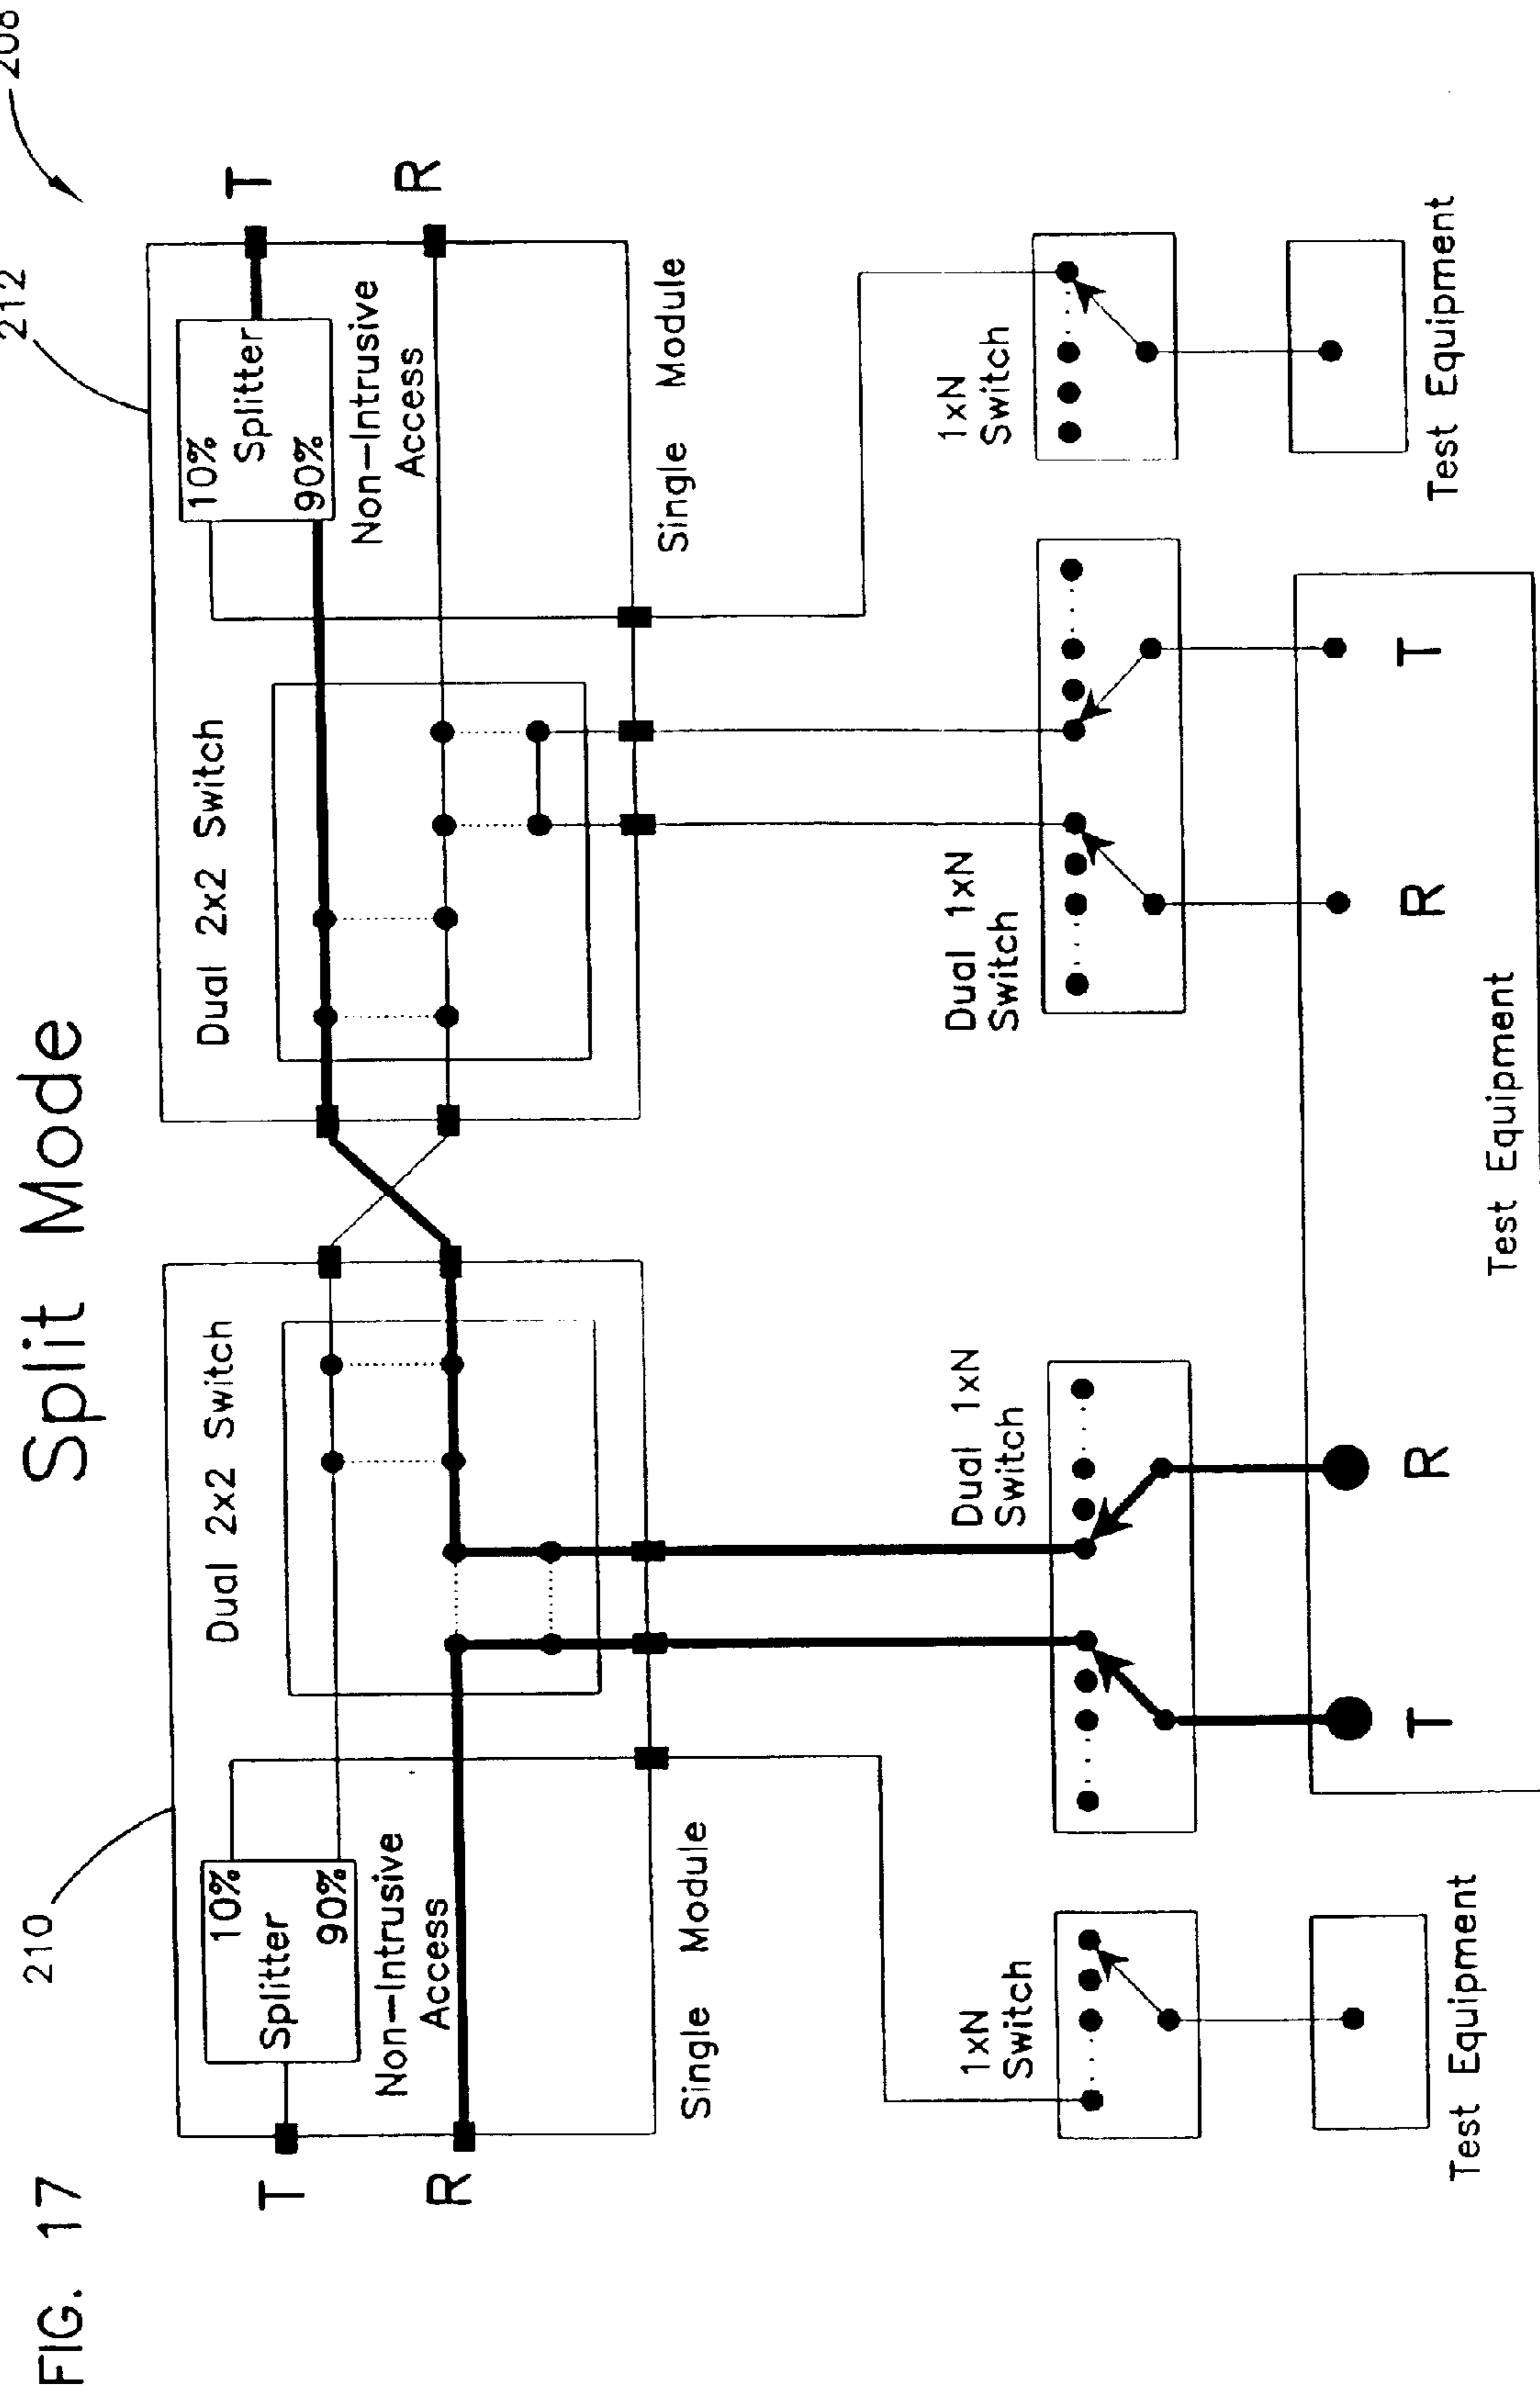 FIG. 17
Split Mode
208
210
212
T
R
10%
Splitter
90%
Non-Intrusive
Access
Dual 2x2 Switch
Single Module
Dual 2x2 Switch
10%
Splitter
90%
Non-Intrusive
Access
Single Module
T
R
1xN
Switch
Dual 1xN
Switch
Dual 1xN
Switch
1xN
Switch
Test Equipment
T
R
R
T
Test Equipment
Test Equipment